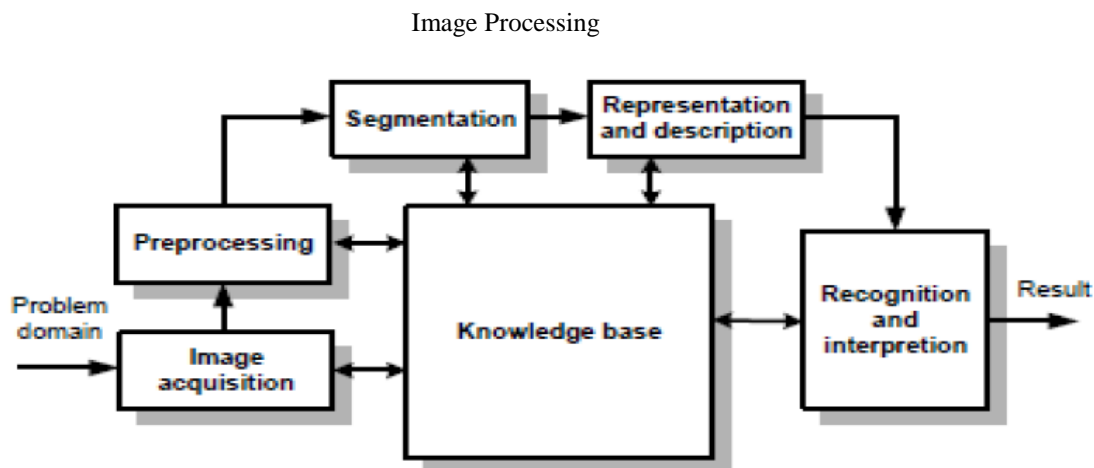 Image Processing
Segmentation
Representation
and description
Preprocessing
Problem
domain
Image
acquisition
Knowledge base
Recognition
and
interpretion
Result